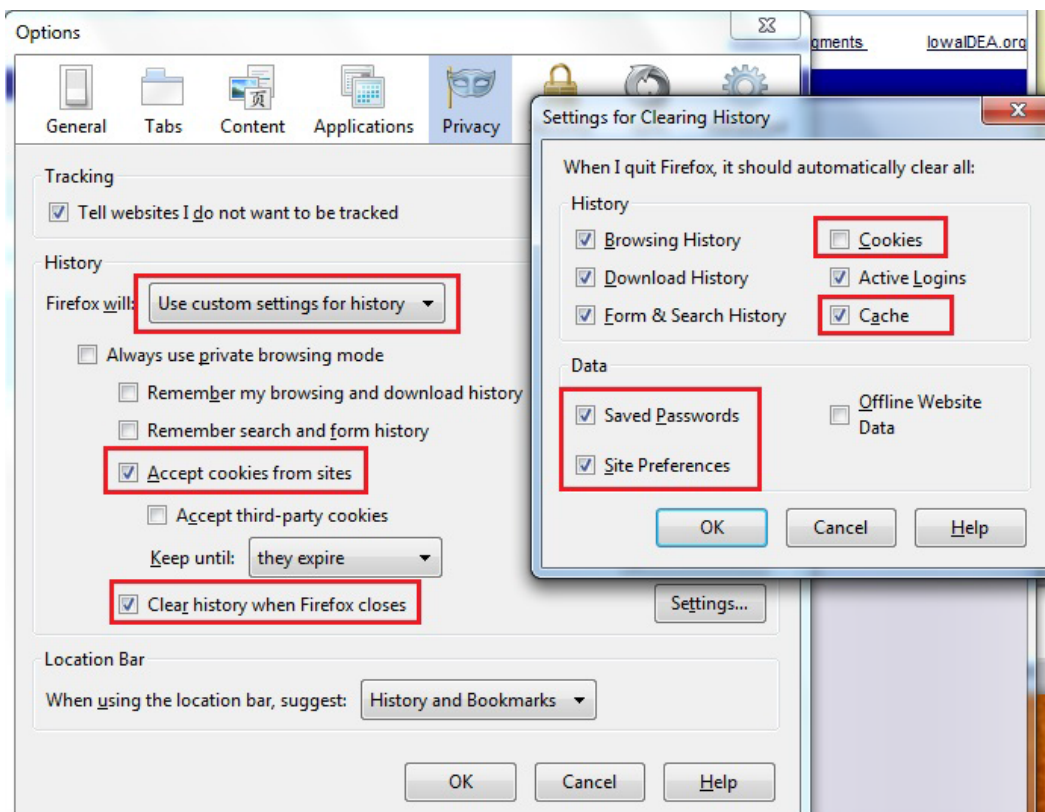 Options
gments
IowaIDEA.org
General
Tabs
页
Content
Applications
Privacy
Tracking
Tell websites I do not want to be tracked
History
Firefox will: Use custom settings for history
Always use private browsing mode
Remember my browsing and download history
Remember search and form history
Accept cookies from sites
Accept third-party cookies
Keep until: they expire
Clear history when Firefox closes
Settings...
Location Bar
When using the location bar, suggest: History and Bookmarks
OK Cancel Help
Settings for Clearing History
When I quit Firefox, it should automatically clear all:
History
Browsing History Cookies
Download History Active Logins
Form & Search History Cache
Data
Saved Passwords
Offline Website
Data
Site Preferences
OK Cancel Help